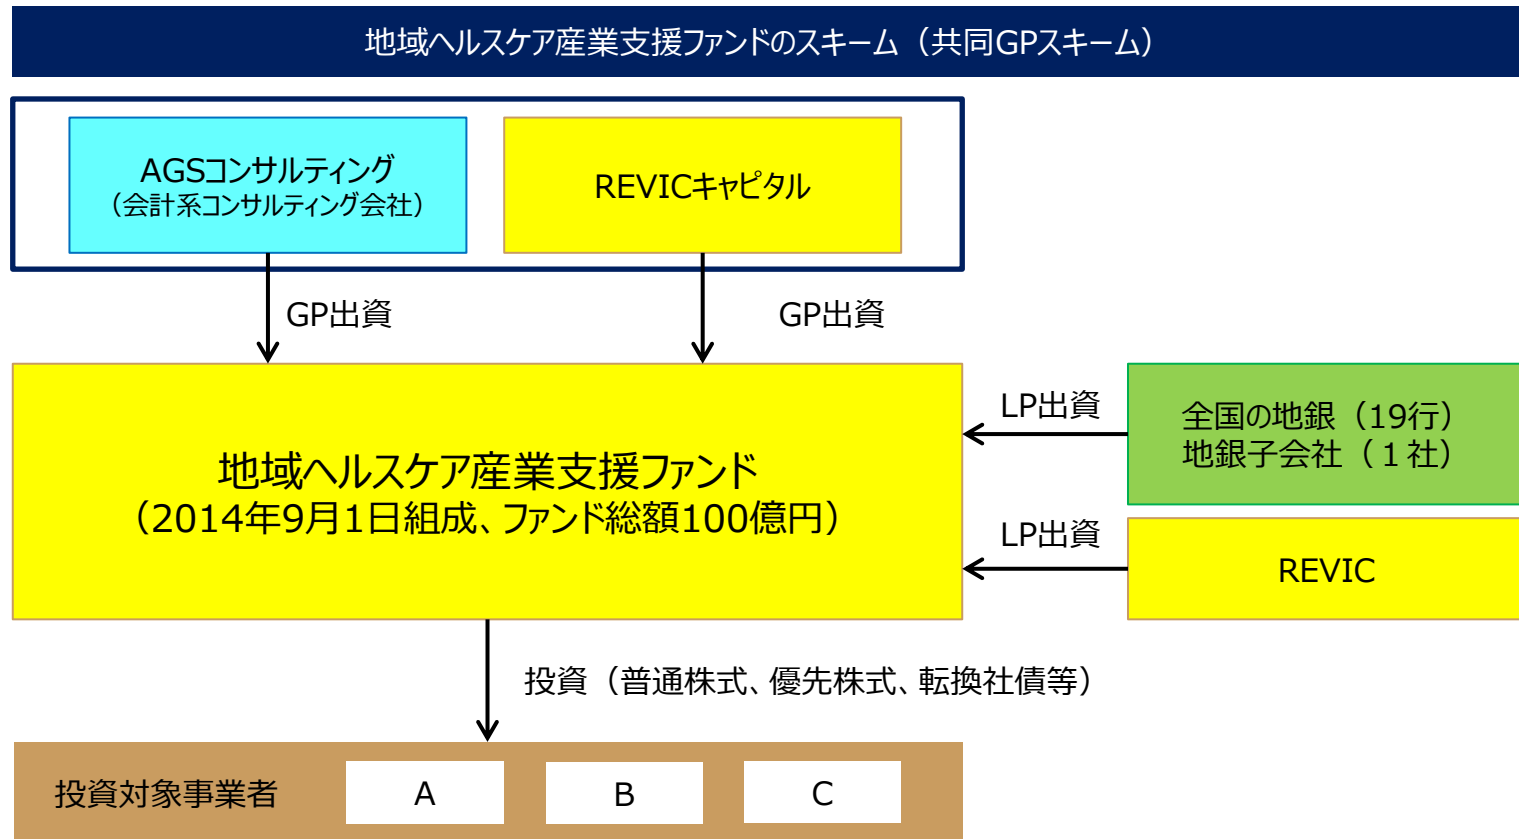 地域ヘルスケア産業支援ファンドのスキーム（共同GPスキーム）
AGSコンサルティング
（会計系コンサルティング会社）
REVICキャピタル
GP出資
GP出資
地域ヘルスケア産業支援ファンド
（2014年9月1日組成、ファンド総額100億円）
LP出資
全国の地銀（19行）
地銀子会社（１社）
LP出資
REVIC
投資（普通株式、優先株式、転換社債等）
投資対象事業者
A
B
C